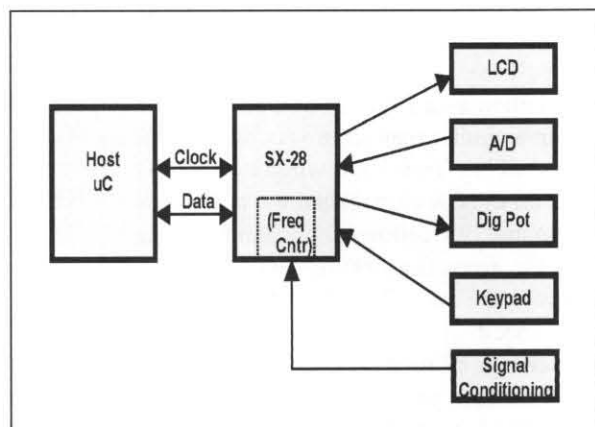 Host
uC
Clock
Data
SX-28
(Freq
Cntr)
LCD
A/D
Dig Pot
Keypad
Signal
Conditioning